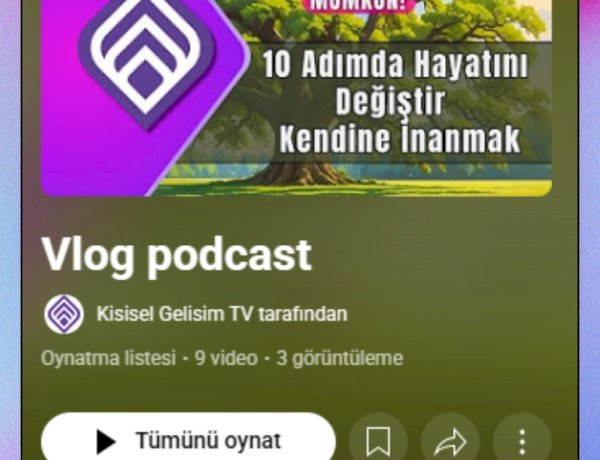 MÜMKÜN!
10 Adımda Hayatını
Değiştir
Kendine İnanmak
Vlog podcast
Kisisel Gelisim TV tarafından
Oynatma listesi • 9 video • 3 görüntüleme
Tümünü oynat